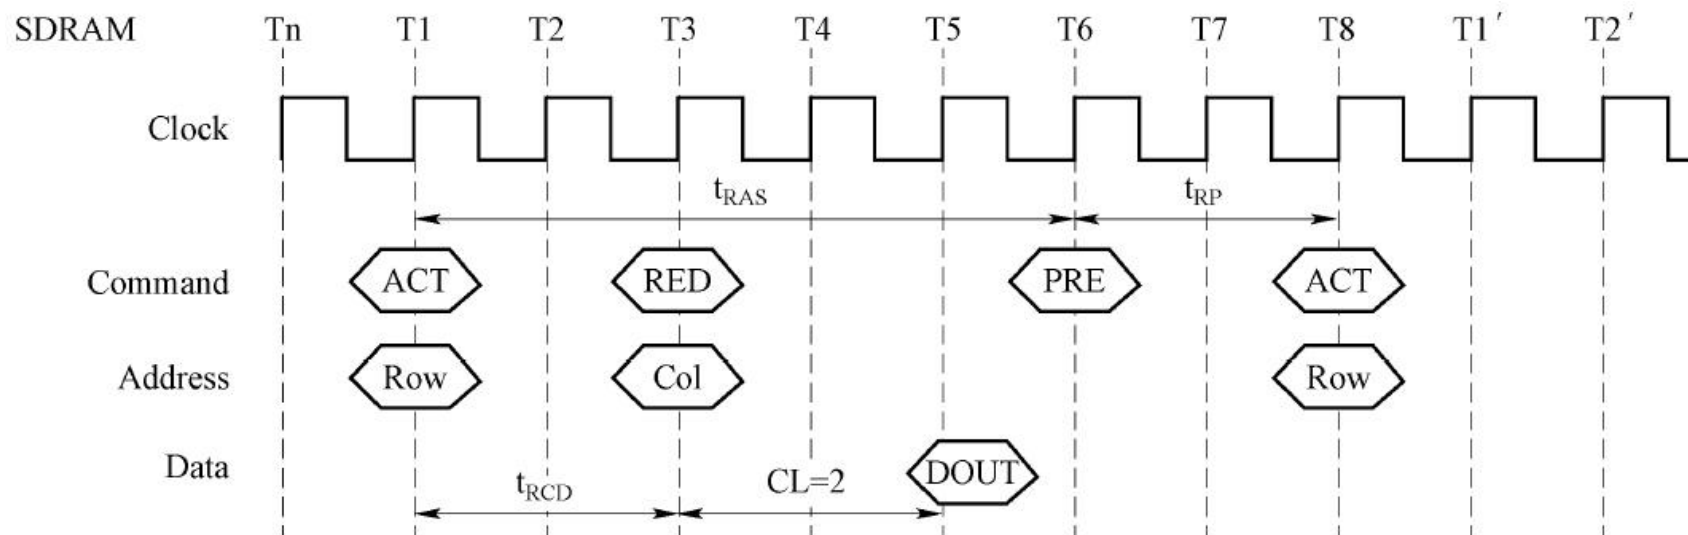 SDRAM Tn T1 T2 T3 T4 T5 T6 T7 T8 T1′ T2′
Clock
tRAS tRP
Command ACT RED PRE ACT
Address Row Col Row
Data DOUT
tRCD CL=2